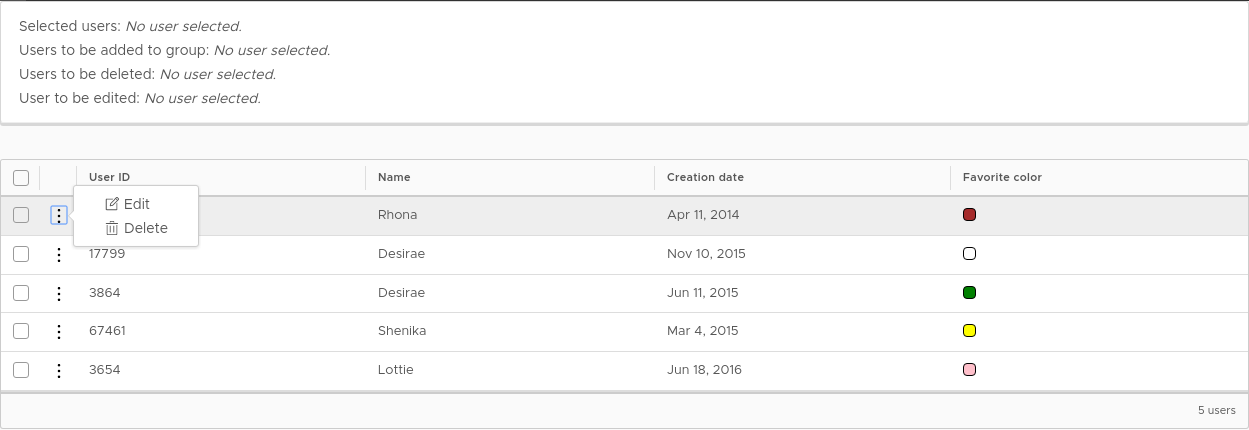 Selected users: No user selected.
Users to be added to group: No user selected.
Users to be deleted: No user selected.
User to be edited: No user selected.
User ID Name Creation date Favorite color
Edit
Delete
Rhona Apr 11, 2014
17799 Desirae Nov 10, 2015
3864 Desirae Jun 11, 2015
67461 Shenika Mar 4, 2015
3654 Lottie Jun 18, 2016
5 users